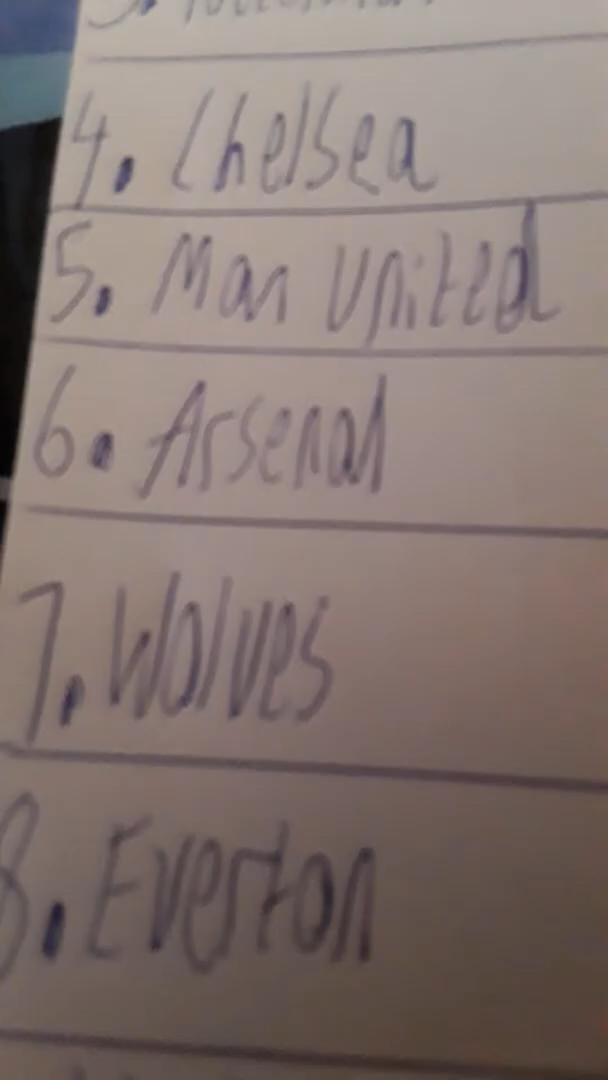 4. Chelsea
5. Man United
6. Arsenal
7. Wolves
8. Everton